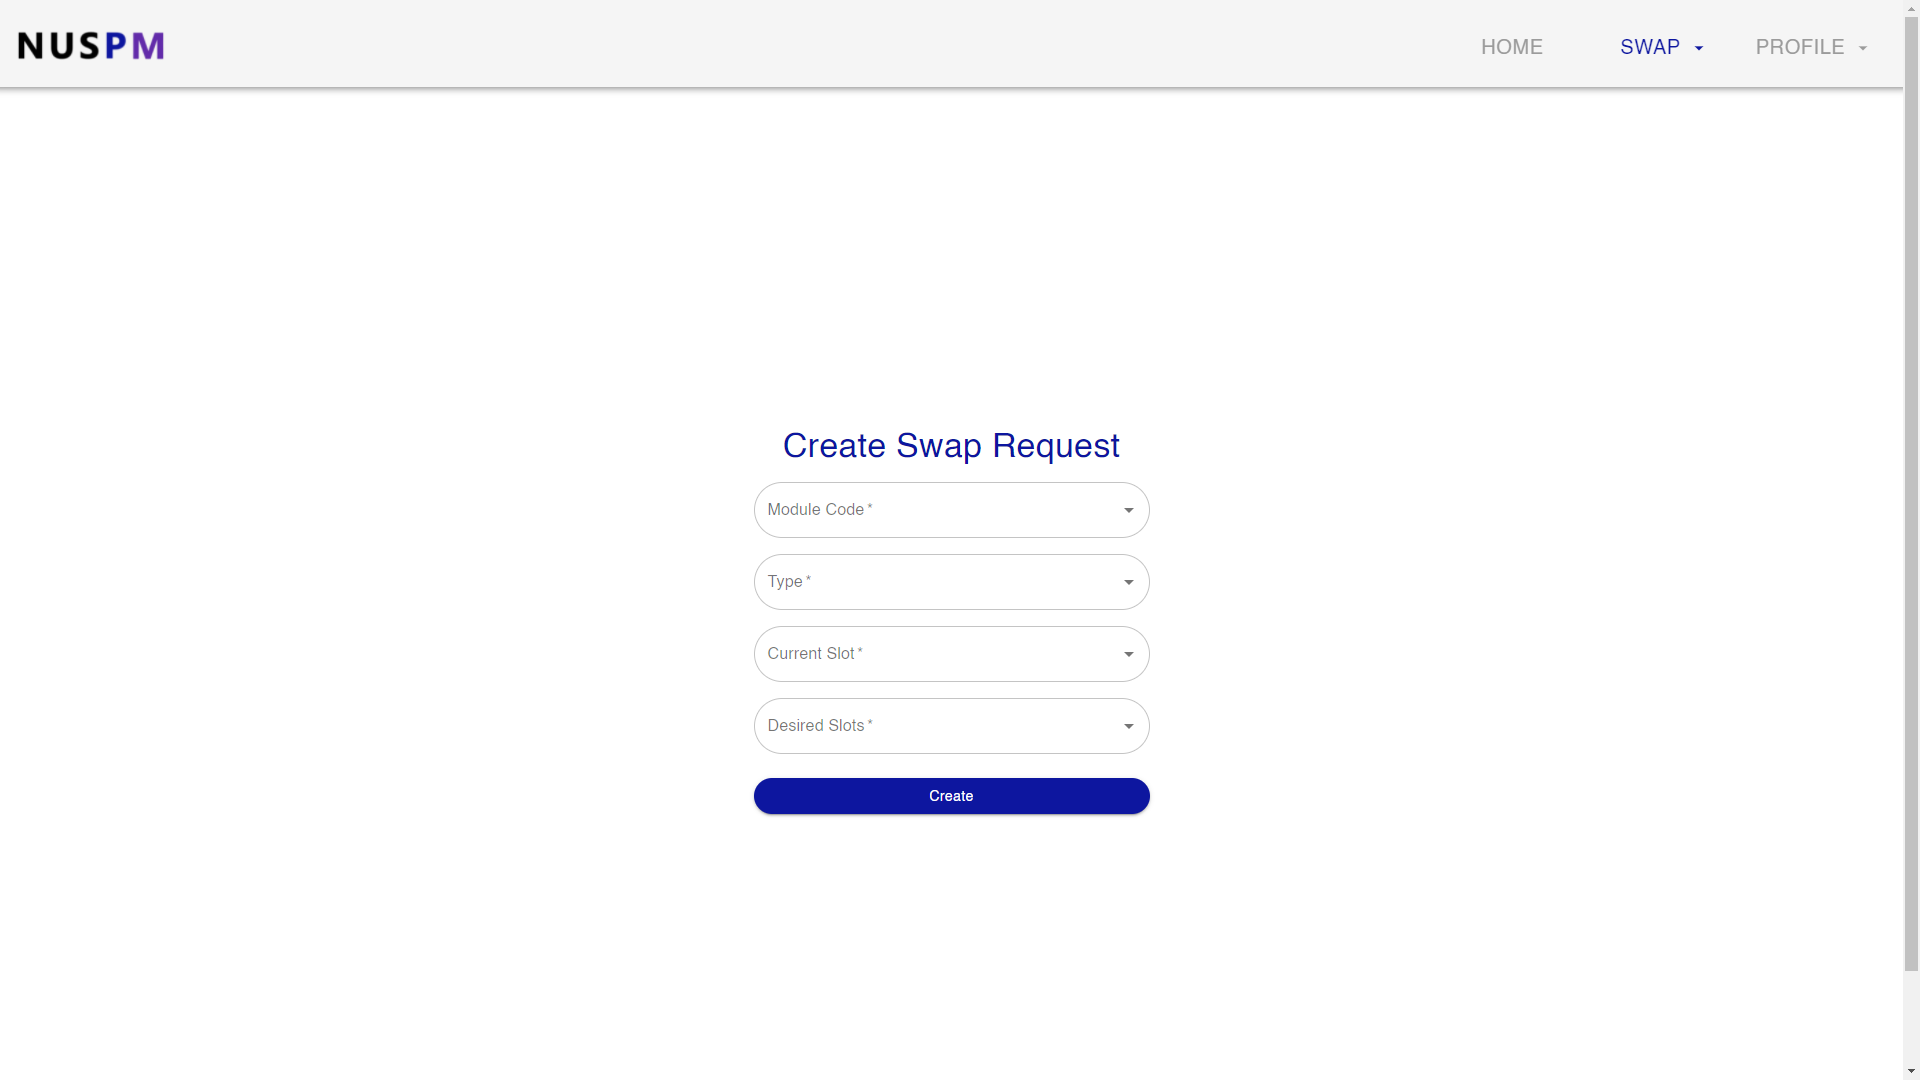 NUSPM
HOME
SWAP
PROFILE
Create Swap Request
Module Code *
Type *
Current Slot *
Desired Slots *
Create